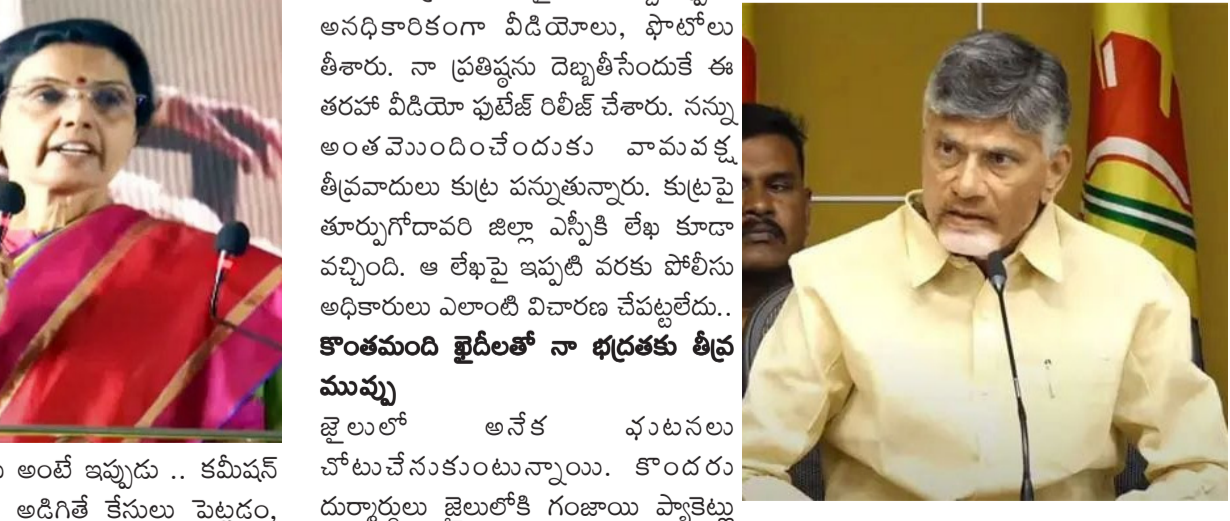 అంటే ఇప్పుడు .. కమీషన్
అడిగితే కేసులు పెట్టడం,
అనధికారికంగా వీడియోలు, ఫొటోలు
తీశారు. నా ప్రతిష్ఠను దెబ్బతీసేందుకే ఈ
తరహా వీడియో ఫుటేజ్ రిలీజ్ చేశారు. నన్ను
అంతమొందించేందుకు వామవక్ష
తీవ్రవాదులు కుట్ర పన్నుతున్నారు. కుట్రపై
తూర్పుగోదావరి జిల్లా ఎస్పీకి లేఖ కూడా
వచ్చింది. ఆ లేఖపై ఇప్పటి వరకు పోలీసు
అధికారులు ఎలాంటి విచారణ చేపట్టలేదు..
కొంతమంది ఖైదీలతో నా భద్రతకు తీవ్ర
ముప్పు
జైలులో అనేక ఘటనలు
చోటుచేసుకుంటున్నాయి. కొందరు
దుర్మార్గులు జైలులోకి గంజాయి ప్యాకెట్లు